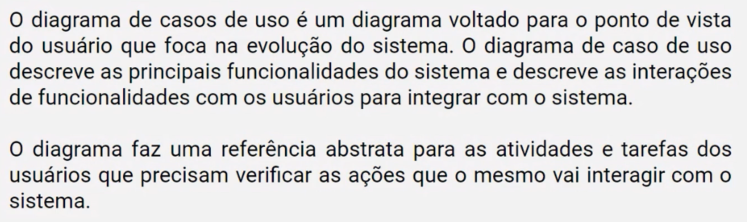 O diagrama de casos de uso é um diagrama voltado para o ponto de vista
do usuário que foca na evolução do sistema. O diagrama de caso de uso
descreve as principais funcionalidades do sistema e descreve as interações
de funcionalidades com os usuários para integrar com o sistema.
O diagrama faz uma referência abstrata para as atividades e tarefas dos
usuários que precisam verificar as ações que o mesmo vai interagir com o
sistema.